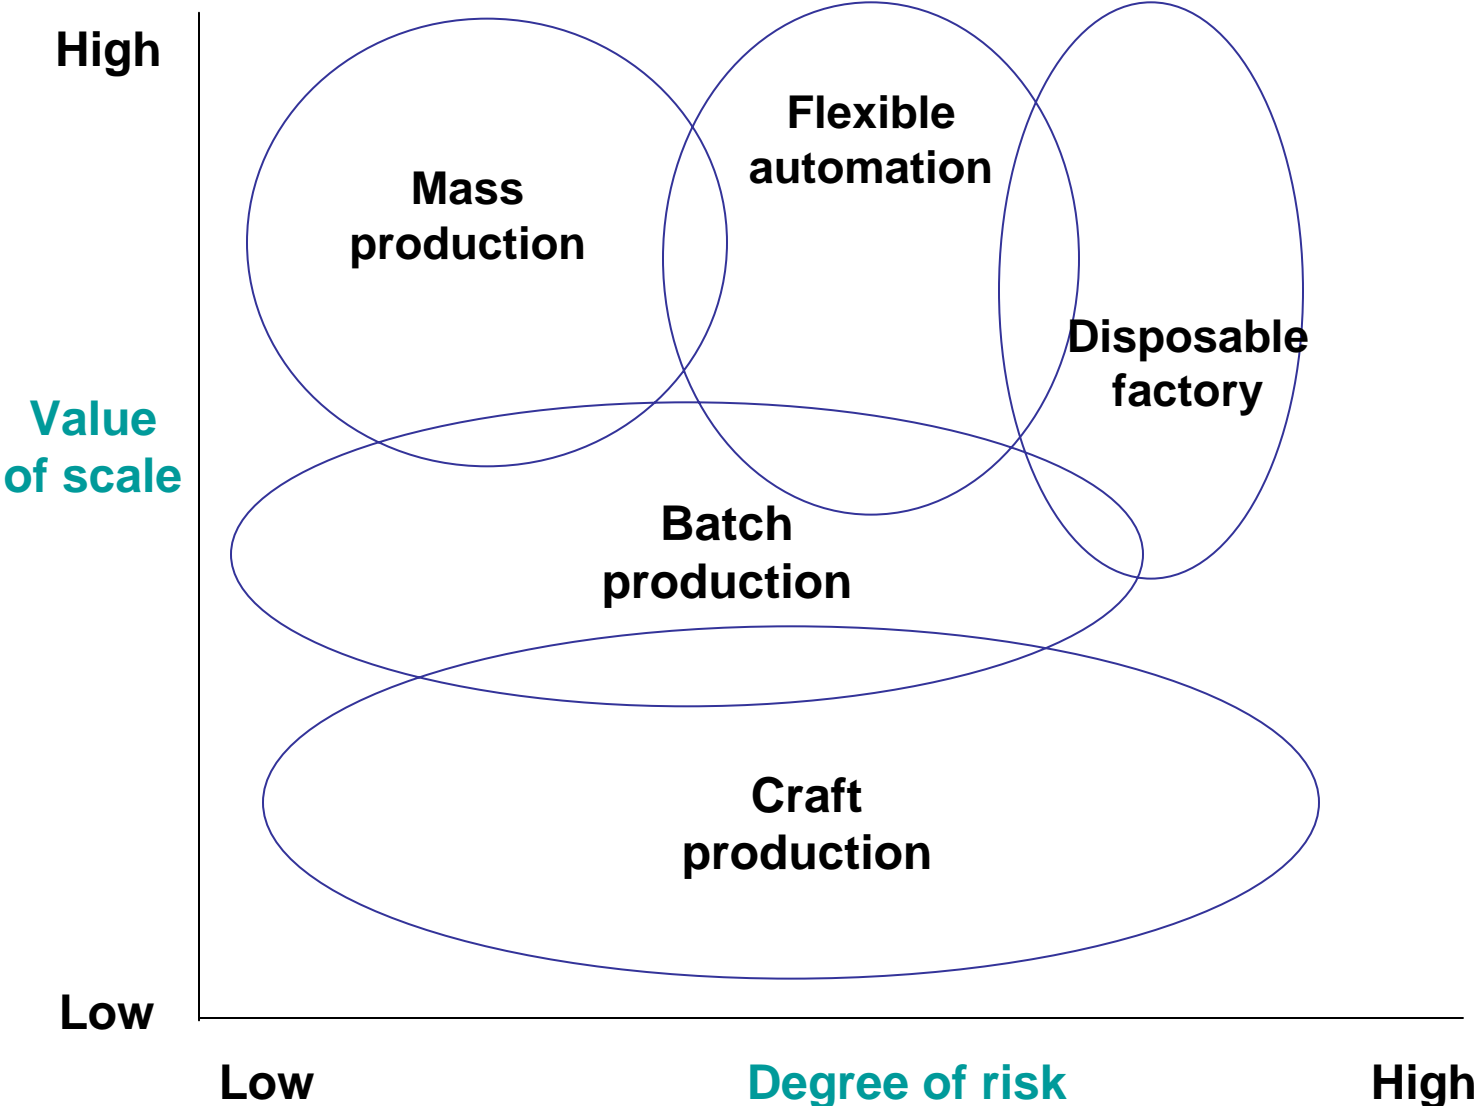 High
Flexible
automation
Mass
production
Disposable
factory
Value
of scale
Batch
production
Craft
production
Low
Low
Degree of risk
High